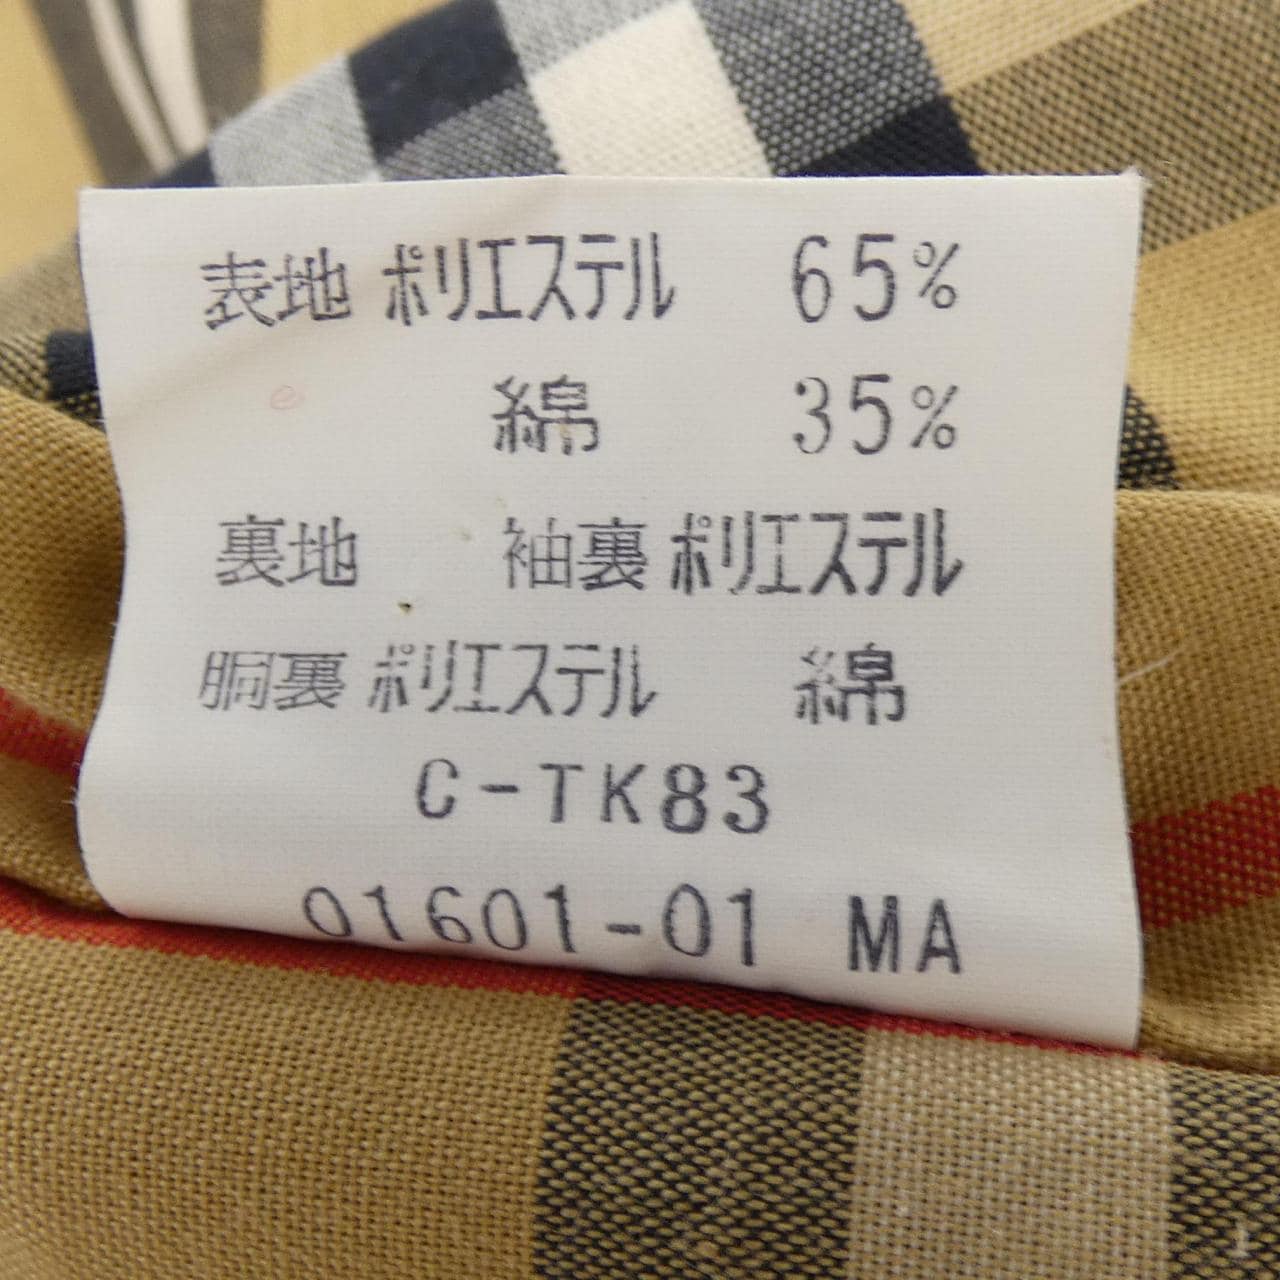 表地 ポリエステル 65%
綿 35%
裏地 袖裏 ポリエステル
胴裏 ポリエステル 綿
C-TK83
01601-01 MA